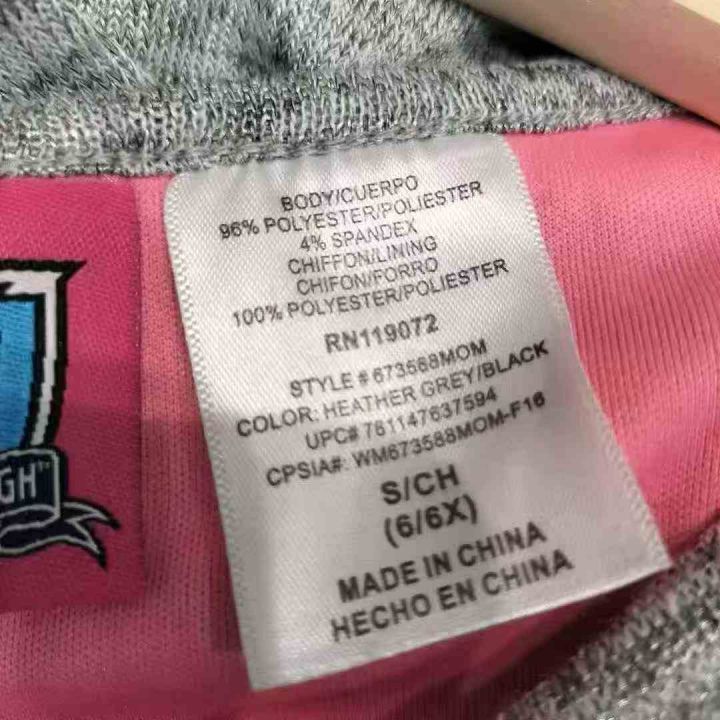 BODY/CUERPO
96% POLYESTER/POLIESTER
4% SPANDEX
CHIFFON/LINING
CHIFON/FORRO
100% POLYESTER/POLIESTER
RN119072
STYLE # 673588MOM
COLOR: HEATHER GREY/BLACK
UPC# 761147637594
CPSIA#: WM673588MOM-F16
S/CH
(6/6X)
MADE IN CHINA
HECHO EN CHINA
GH™